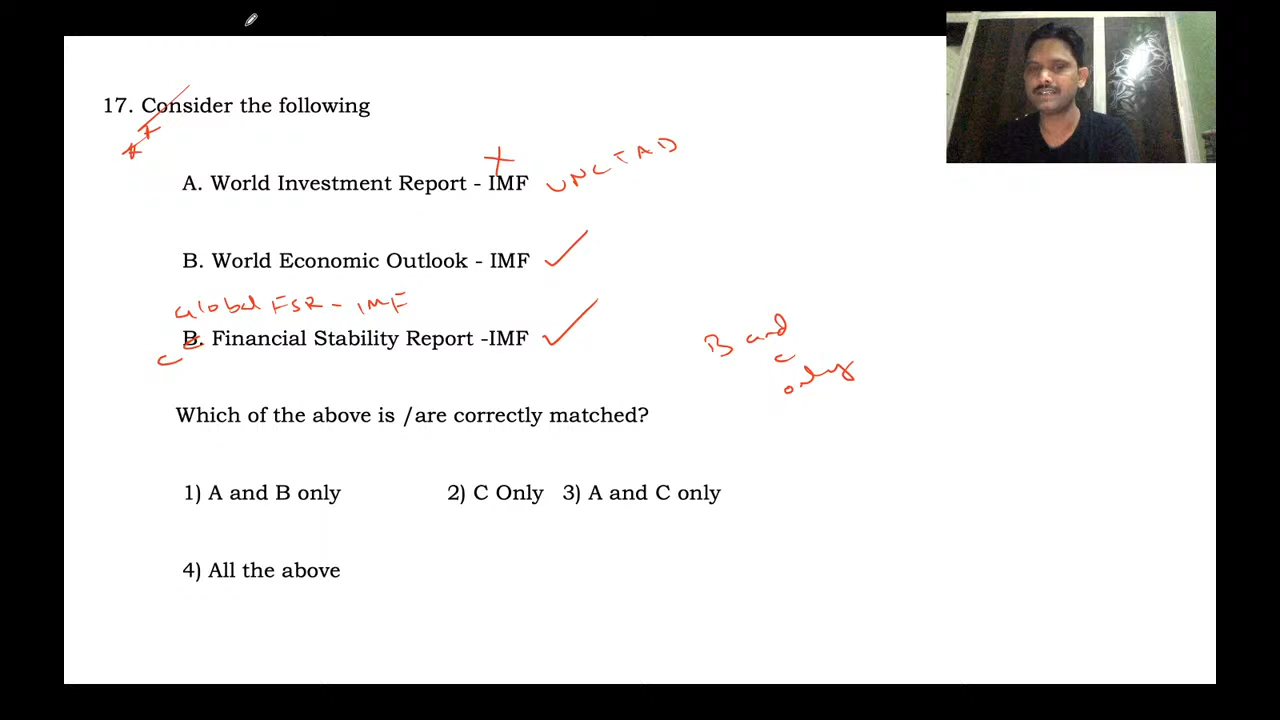 17. Consider the following
A. World Investment Report - IMF UNCTAD
B. World Economic Outlook - IMF
Global FSR - IMF
B. Financial Stability Report -IMF
C
B and
C
only
Which of the above is /are correctly matched?
1) A and B only 2) C Only 3) A and C only
4) All the above